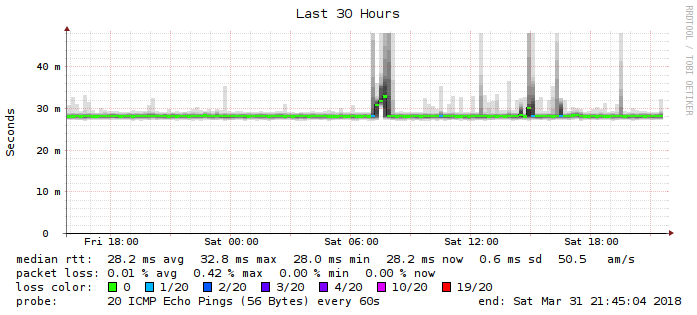 Last 30 Hours
RRDTOOL / TOBI OETIKER
Seconds
40 m
30 m
20 m
10 m
0
Fri 18:00 Sat 00:00 Sat 06:00 Sat 12:00 Sat 18:00
median rtt: 28.2 ms avg 32.8 ms max 28.0 ms min 28.2 ms now 0.6 ms sd 50.5 am/s
packet loss: 0.01 % avg 0.42 % max 0.00 % min 0.00 % now
loss color: 0 1/20 2/20 3/20 4/20 10/20 19/20
probe: 20 ICMP Echo Pings (56 Bytes) every 60s end: Sat Mar 31 21:45:04 2018